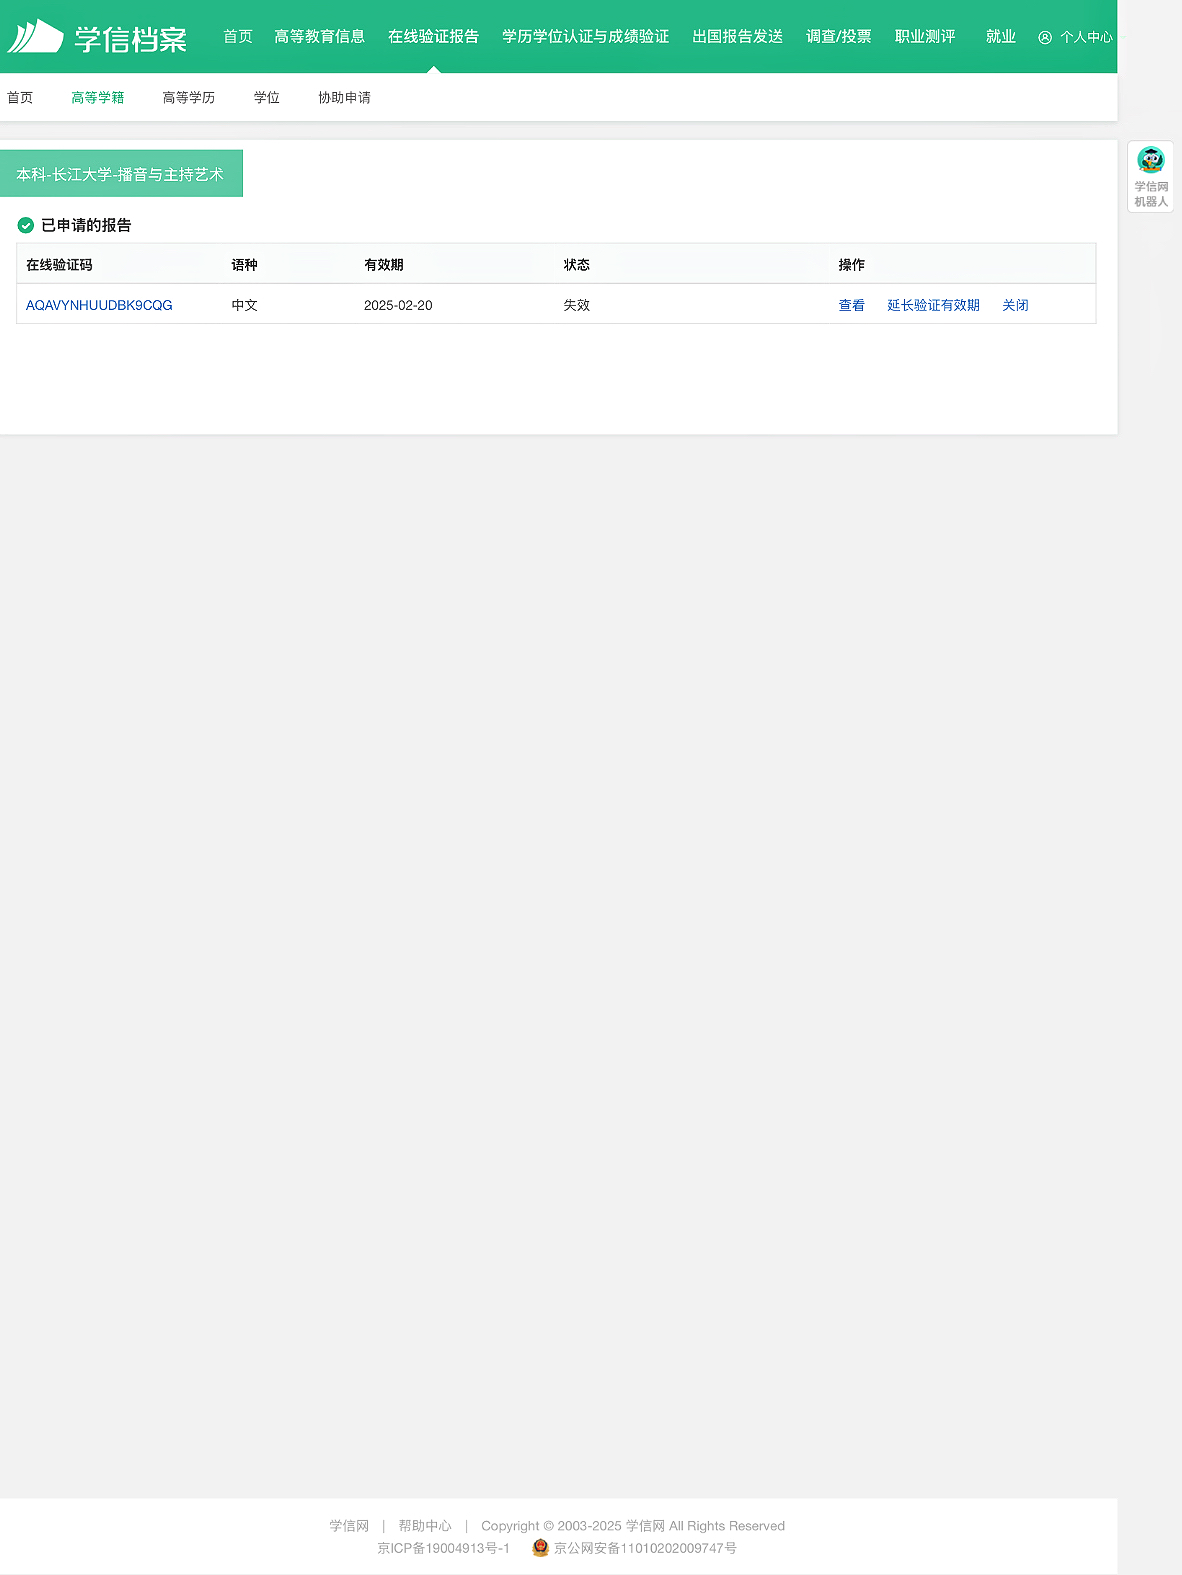 学信档案 首页 高等教育信息 在线验证报告 学历学位认证与成绩验证 出国报告发送 调查/投票 职业测评 就业 个人中心
首页 高等学籍 高等学历 学位 协助申请
本科-长江大学-播音与主持艺术
学信网
机器人
已申请的报告
在线验证码 语种 有效期 状态 操作
AQAVYNHUUDBK9CQG 中文 2025-02-20 失效 查看 延长验证有效期 关闭
学信网 | 帮助中心 | Copyright © 2003-2025 学信网 All Rights Reserved
京ICP备19004913号-1 京公网安备11010202009747号